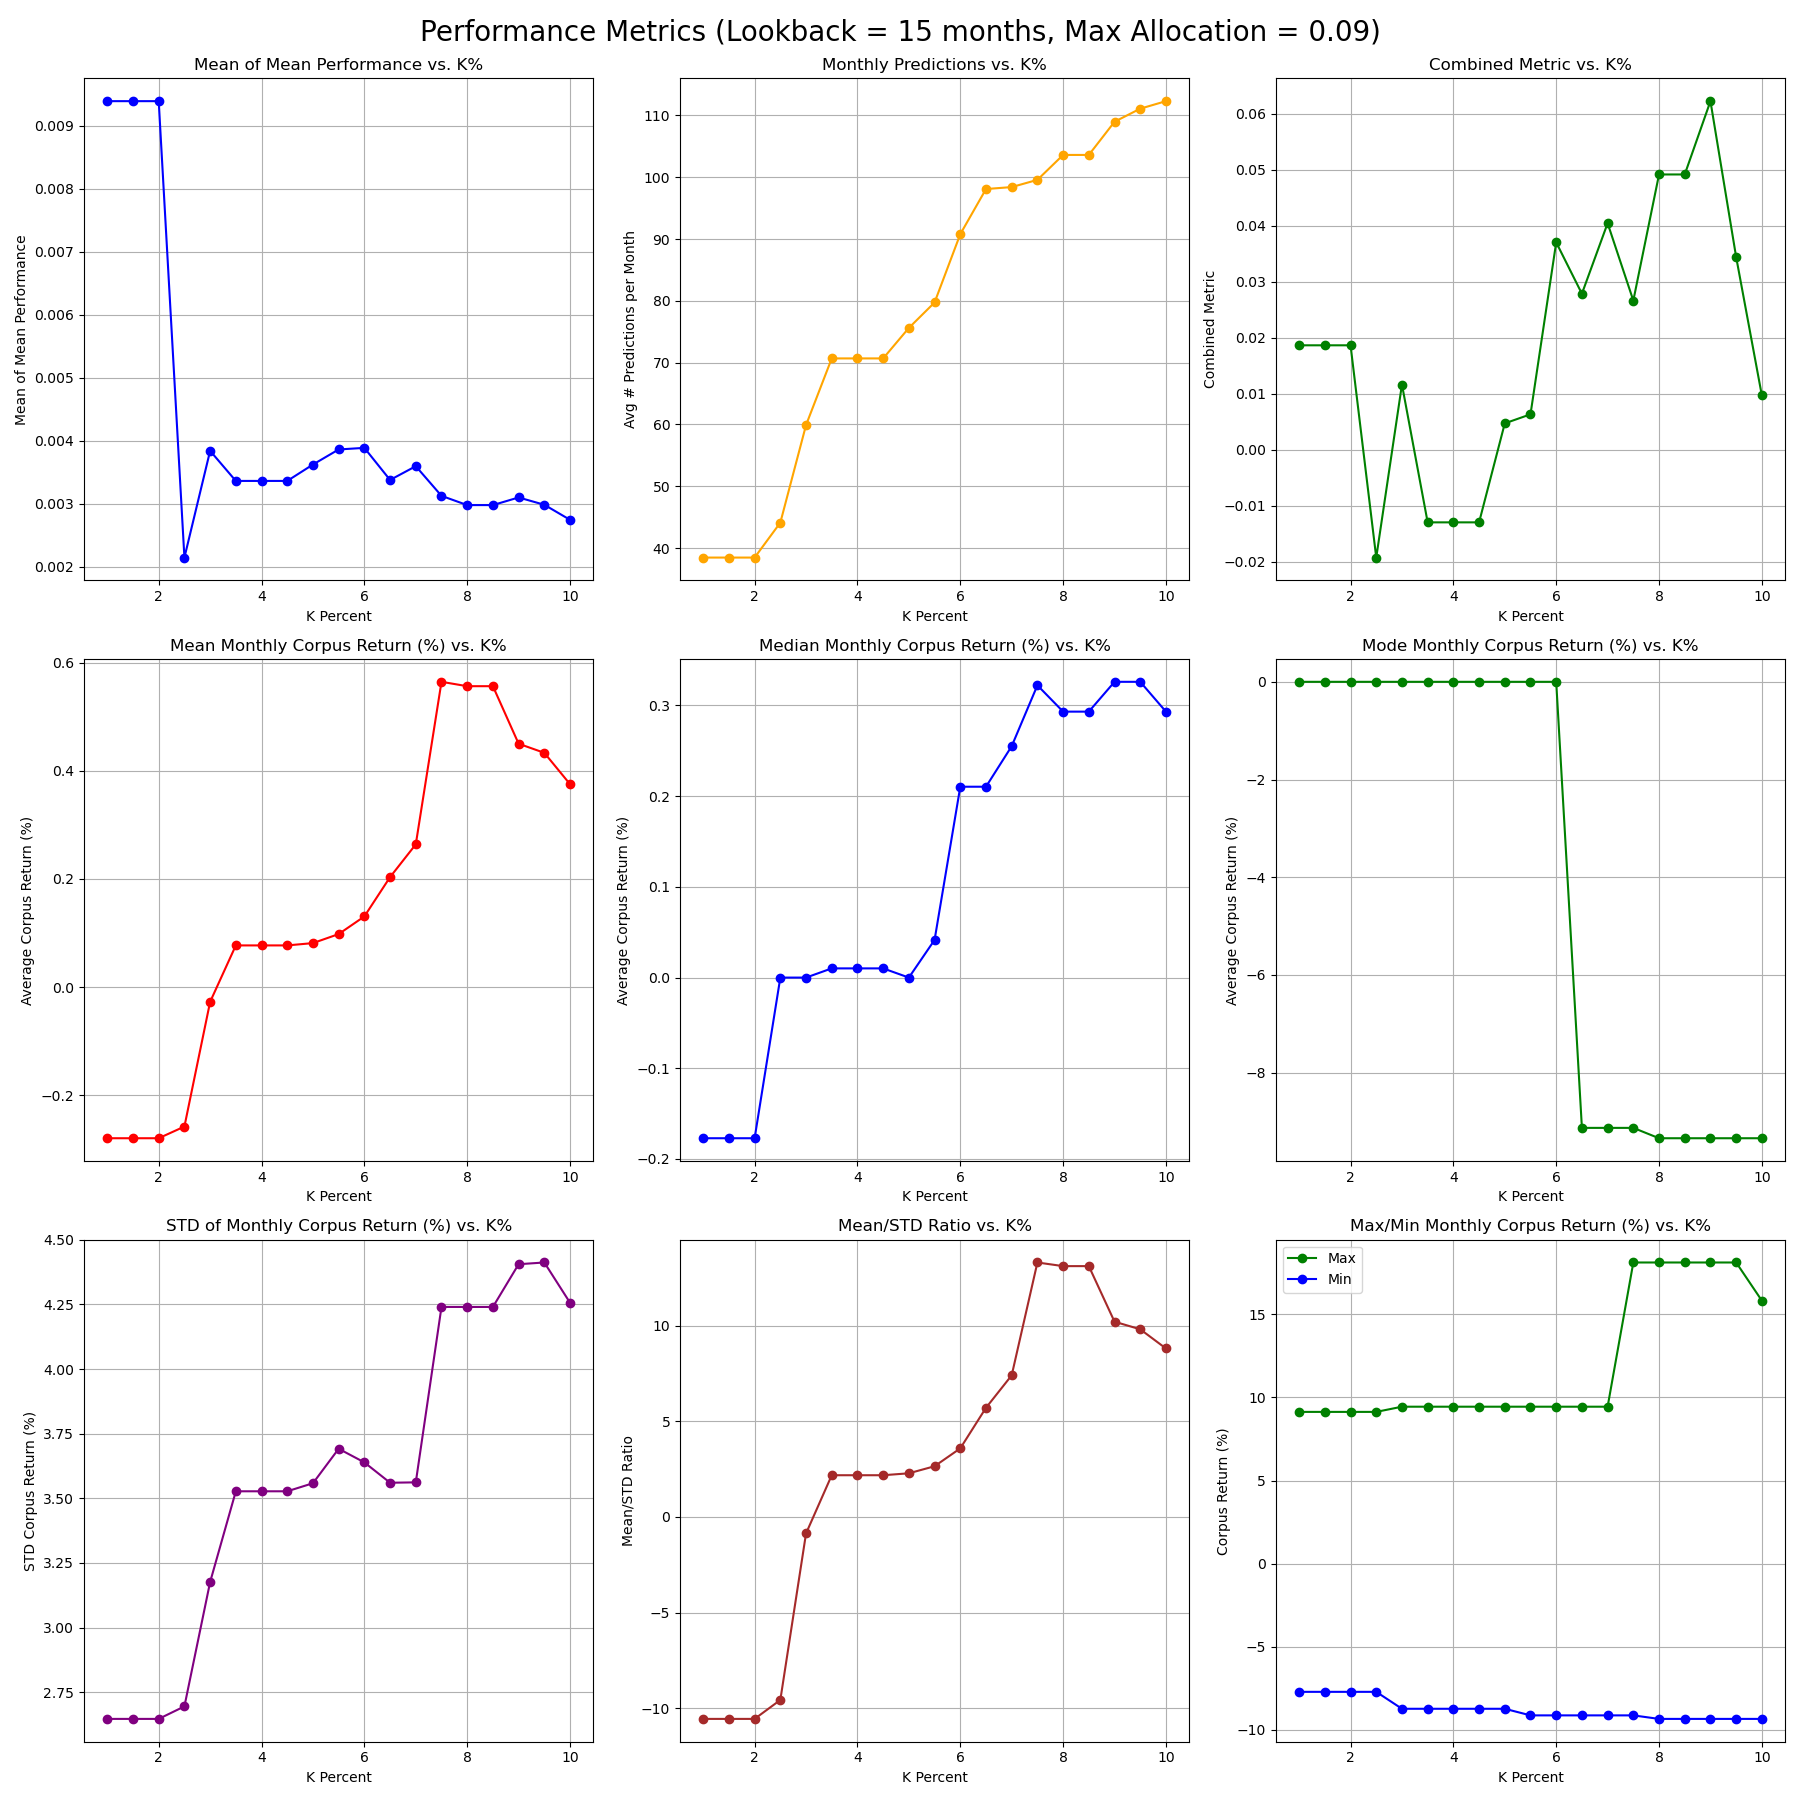 Performance Metrics (Lookback = 15 months, Max Allocation = 0.09)
Mean of Mean Performance vs. K%
Mean of Mean Performance
0.009
0.008
0.007
0.006
0.005
0.004
0.003
0.002
2 4 6 8 10
K Percent
Monthly Predictions vs. K%
Avg # Predictions per Month
110
100
90
80
70
60
50
40
2 4 6 8 10
K Percent
Combined Metric vs. K%
Combined Metric
0.06
0.05
0.04
0.03
0.02
0.01
0.00
−0.01
−0.02
2 4 6 8 10
K Percent
Mean Monthly Corpus Return (%) vs. K%
Average Corpus Return (%)
0.6
0.4
0.2
0.0
−0.2
2 4 6 8 10
K Percent
Median Monthly Corpus Return (%) vs. K%
Average Corpus Return (%)
0.3
0.2
0.1
0.0
−0.1
−0.2
2 4 6 8 10
K Percent
Mode Monthly Corpus Return (%) vs. K%
Average Corpus Return (%)
0
−2
−4
−6
−8
2 4 6 8 10
K Percent
STD of Monthly Corpus Return (%) vs. K%
STD Corpus Return (%)
4.50
4.25
4.00
3.75
3.50
3.25
3.00
2.75
2 4 6 8 10
K Percent
Mean/STD Ratio vs. K%
Mean/STD Ratio
10
5
0
−5
−10
2 4 6 8 10
K Percent
Max/Min Monthly Corpus Return (%) vs. K%
Corpus Return (%)
Max
Min
15
10
5
0
−5
−10
2 4 6 8 10
K Percent